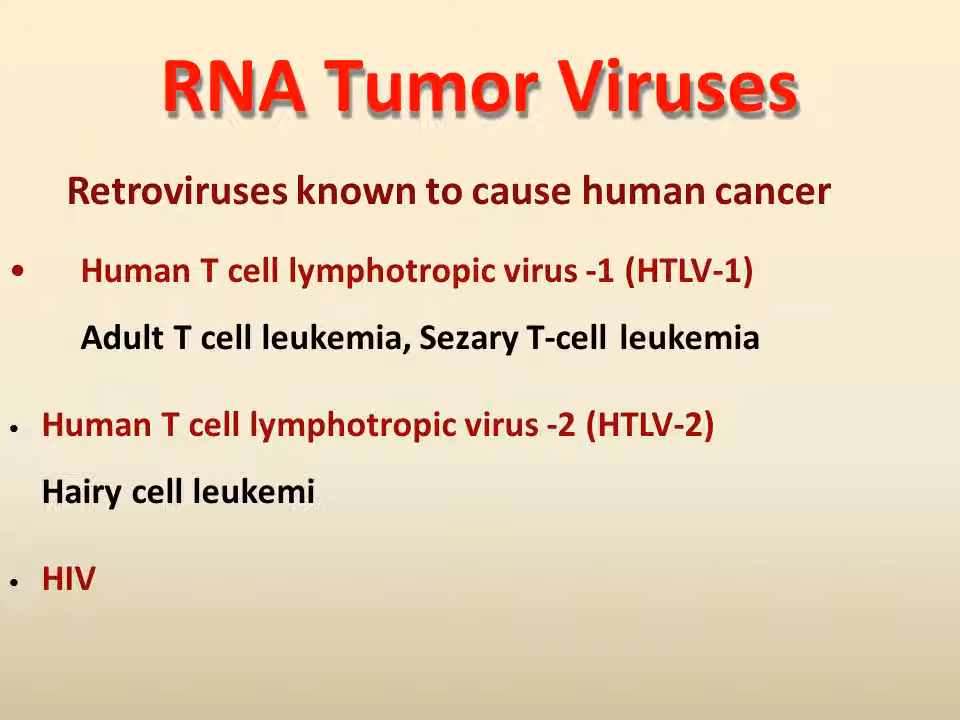 RNA Tumor Viruses
Retroviruses known to cause human cancer
• Human T cell lymphotropic virus -1 (HTLV-1)
Adult T cell leukemia, Sezary T-cell leukemia
• Human T cell lymphotropic virus -2 (HTLV-2)
Hairy cell leukemi
• HIV